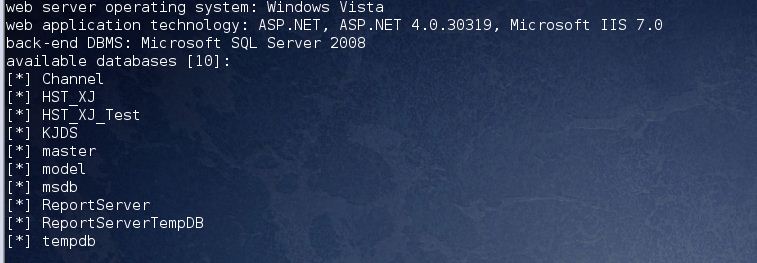 web server operating system: Windows Vista
web application technology: ASP.NET, ASP.NET 4.0.30319, Microsoft IIS 7.0
back-end DBMS: Microsoft SQL Server 2008
available databases [10]:
[*] Channel
[*] HST_XJ
[*] HST_XJ_Test
[*] KJDS
[*] master
[*] model
[*] msdb
[*] ReportServer
[*] ReportServerTempDB
[*] tempdb